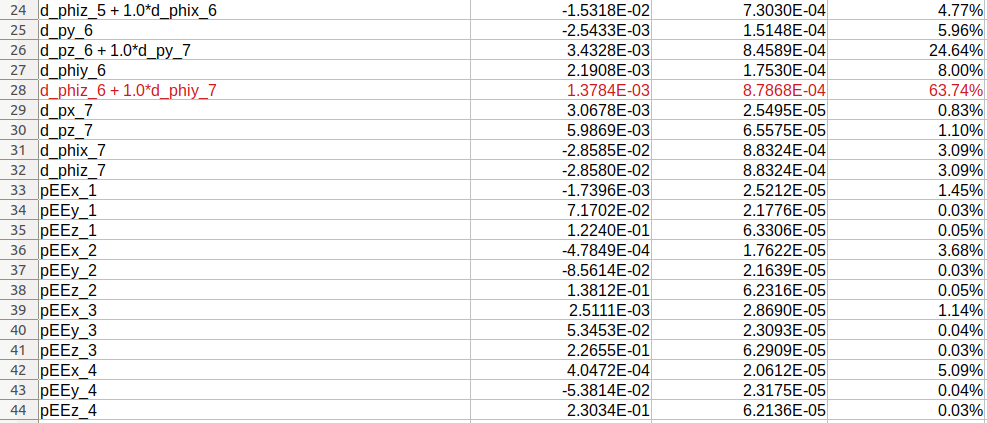 24 d_phiz_5 + 1.0*d_phix_6 -1.5318E-02 7.3030E-04 4.77%
25 d_py_6 -2.5433E-03 1.5148E-04 5.96%
26 d_pz_6 + 1.0*d_py_7 3.4328E-03 8.4589E-04 24.64%
27 d_phiy_6 2.1908E-03 1.7530E-04 8.00%
28 d_phiz_6 + 1.0*d_phiy_7 1.3784E-03 8.7868E-04 63.74%
29 d_px_7 3.0678E-03 2.5495E-05 0.83%
30 d_pz_7 5.9869E-03 6.5575E-05 1.10%
31 d_phix_7 -2.8585E-02 8.8324E-04 3.09%
32 d_phiz_7 -2.8580E-02 8.8324E-04 3.09%
33 pEEx_1 -1.7396E-03 2.5212E-05 1.45%
34 pEEy_1 7.1702E-02 2.1776E-05 0.03%
35 pEEz_1 1.2240E-01 6.3306E-05 0.05%
36 pEEx_2 -4.7849E-04 1.7622E-05 3.68%
37 pEEy_2 -8.5614E-02 2.1639E-05 0.03%
38 pEEz_2 1.3812E-01 6.2316E-05 0.05%
39 pEEx_3 2.5111E-03 2.8690E-05 1.14%
40 pEEy_3 5.3453E-02 2.3093E-05 0.04%
41 pEEz_3 2.2655E-01 6.2909E-05 0.03%
42 pEEx_4 4.0472E-04 2.0612E-05 5.09%
43 pEEy_4 -5.3814E-02 2.3175E-05 0.04%
44 pEEz_4 2.3034E-01 6.2136E-05 0.03%